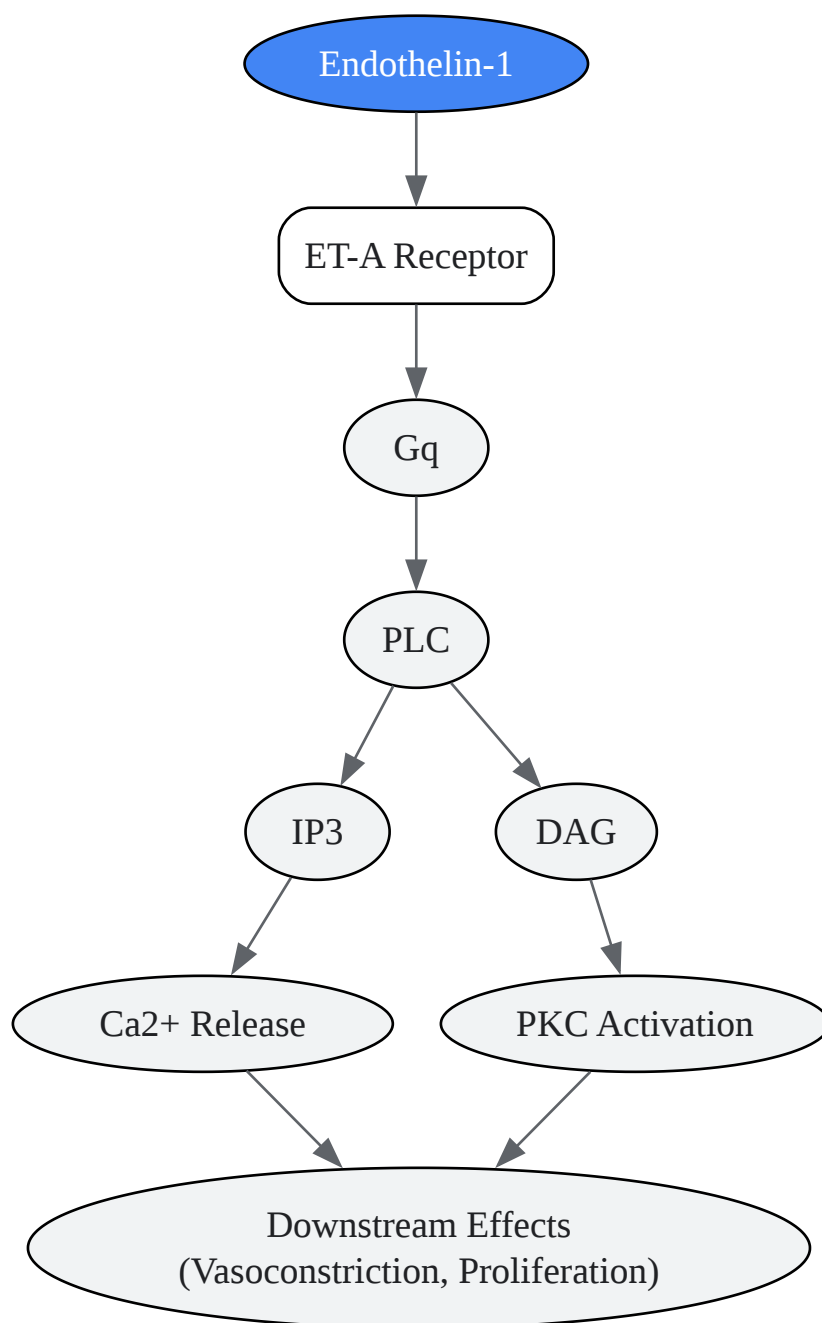 Endothelin-1
ET-A Receptor
Gq
PLC
IP3
DAG
Ca2+ Release
PKC Activation
Downstream Effects
(Vasoconstriction, Proliferation)